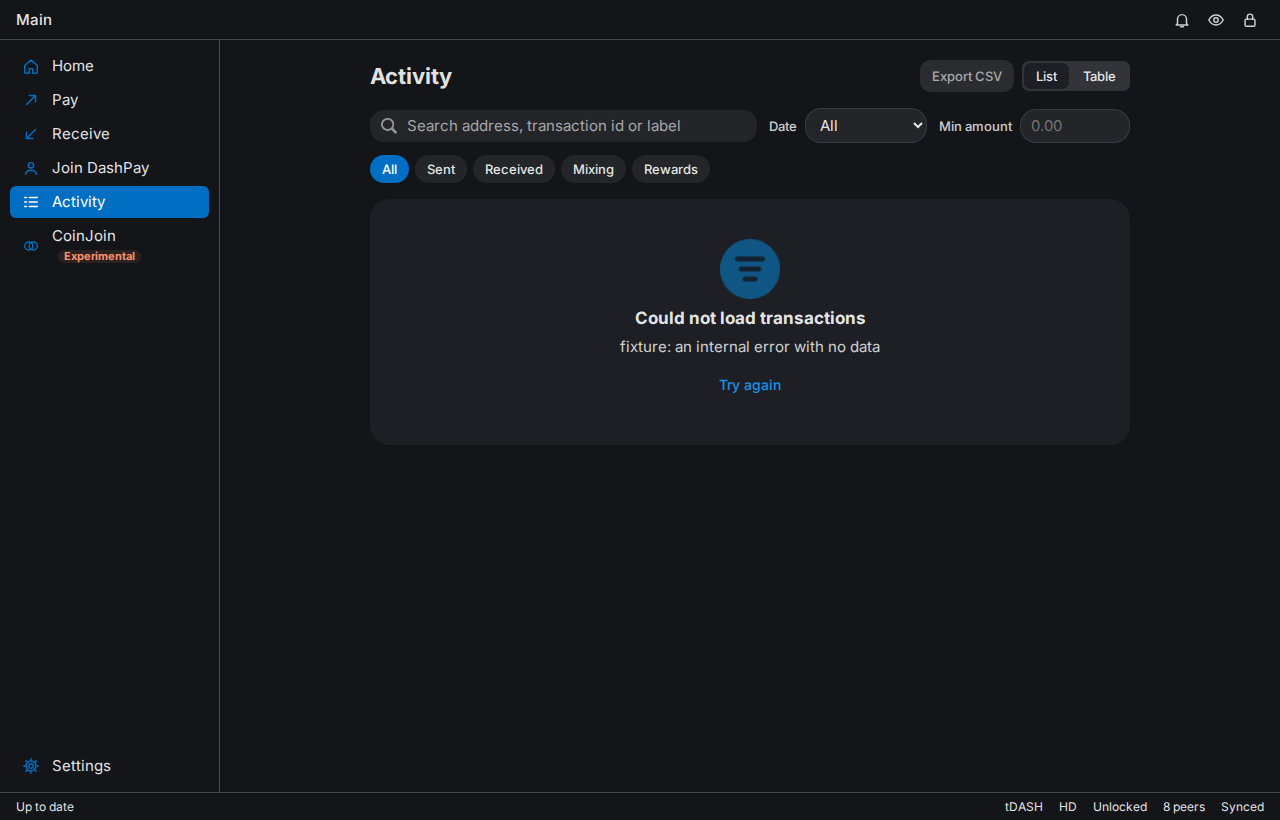 Main
Home
Pay
Receive
Join DashPay
Activity
CoinJoin
Experimental
Settings
Activity
Export CSV
List
Table
Search address, transaction id or label
Date
All
Min amount
0.00
All
Sent
Received
Mixing
Rewards
Could not load transactions
fixture: an internal error with no data
Try again
Up to date
tDASH
HD
Unlocked
8 peers
Synced